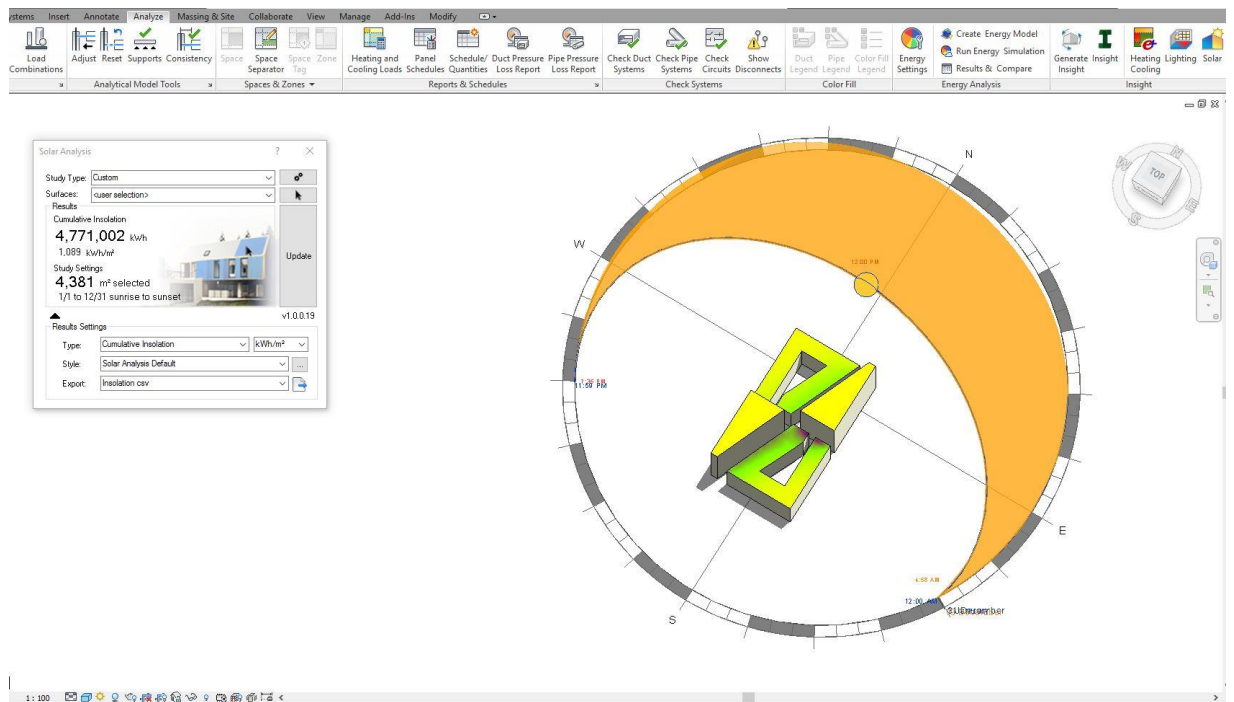 ystems Insert Annotate Analyze Massing & Site Collaborate View Manage Add-Ins Modify
Load Combinations
Adjust Reset Supports Consistency
Space Space Separator Space Tag Zone
Heating and Cooling Loads Panel Schedules Schedule/ Quantities Duct Pressure Loss Report Pipe Pressure Loss Report
Check Duct Systems Check Pipe Systems Check Circuits Show Disconnects
Duct Legend Pipe Legend Color Fill Legend
Energy Settings
Create Energy Model
Run Energy Simulation
Results & Compare
Generate Insight Insight
Heating Cooling Lighting Solar
Analytical Model Tools Spaces & Zones Reports & Schedules Check Systems Color Fill Energy Analysis Insight
Solar Analysis
Study Type: Custom
Surfaces: <user selection>
Results
Cumulative Insolation
4,771,002 kWh
1,089 kWh/m²
Update
Study Settings
4,381 m² selected
1/1 to 12/31 sunrise to sunset
v1.0.0.19
Results Settings
Type: Cumulative Insolation kWh/m²
Style: Solar Analysis Default ...
Export: Insolation csv
N
W
E
S
12:00 PM
11:59 PM
4:58 AM
12:00 AM
TOP
N
W
E
S
1 : 100